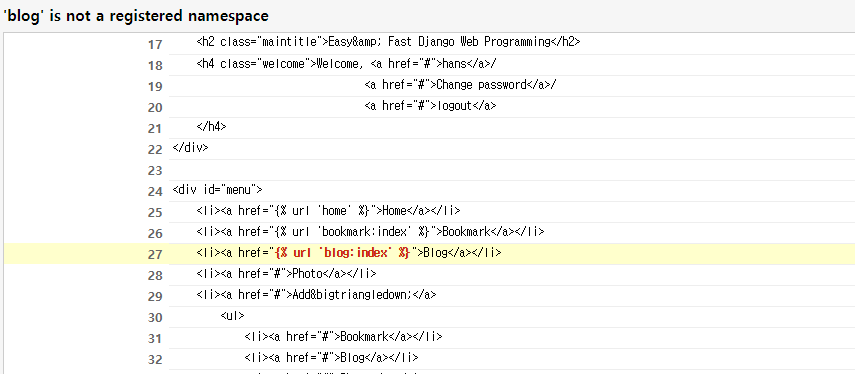 'blog' is not a registered namespace
17 <h2 class="maintitle">Easy&amp; Fast Django Web Programming</h2>
18 <h4 class="welcome">Welcome, <a href="#">hans</a>/
19 <a href="#">Change password</a>/
20 <a href="#">logout</a>
21 </h4>
22 </div>
23
24 <div id="menu">
25 <li><a href="{% url 'home' %}">Home</a></li>
26 <li><a href="{% url 'bookmark:index' %}">Bookmark</a></li>
27 <li><a href="{% url 'blog:index' %}">Blog</a></li>
28 <li><a href="#">Photo</a></li>
29 <li><a href="#">Add&bigtriangledown;</a>
30 <ul>
31 <li><a href="#">Bookmark</a></li>
32 <li><a href="#">Blog</a></li>